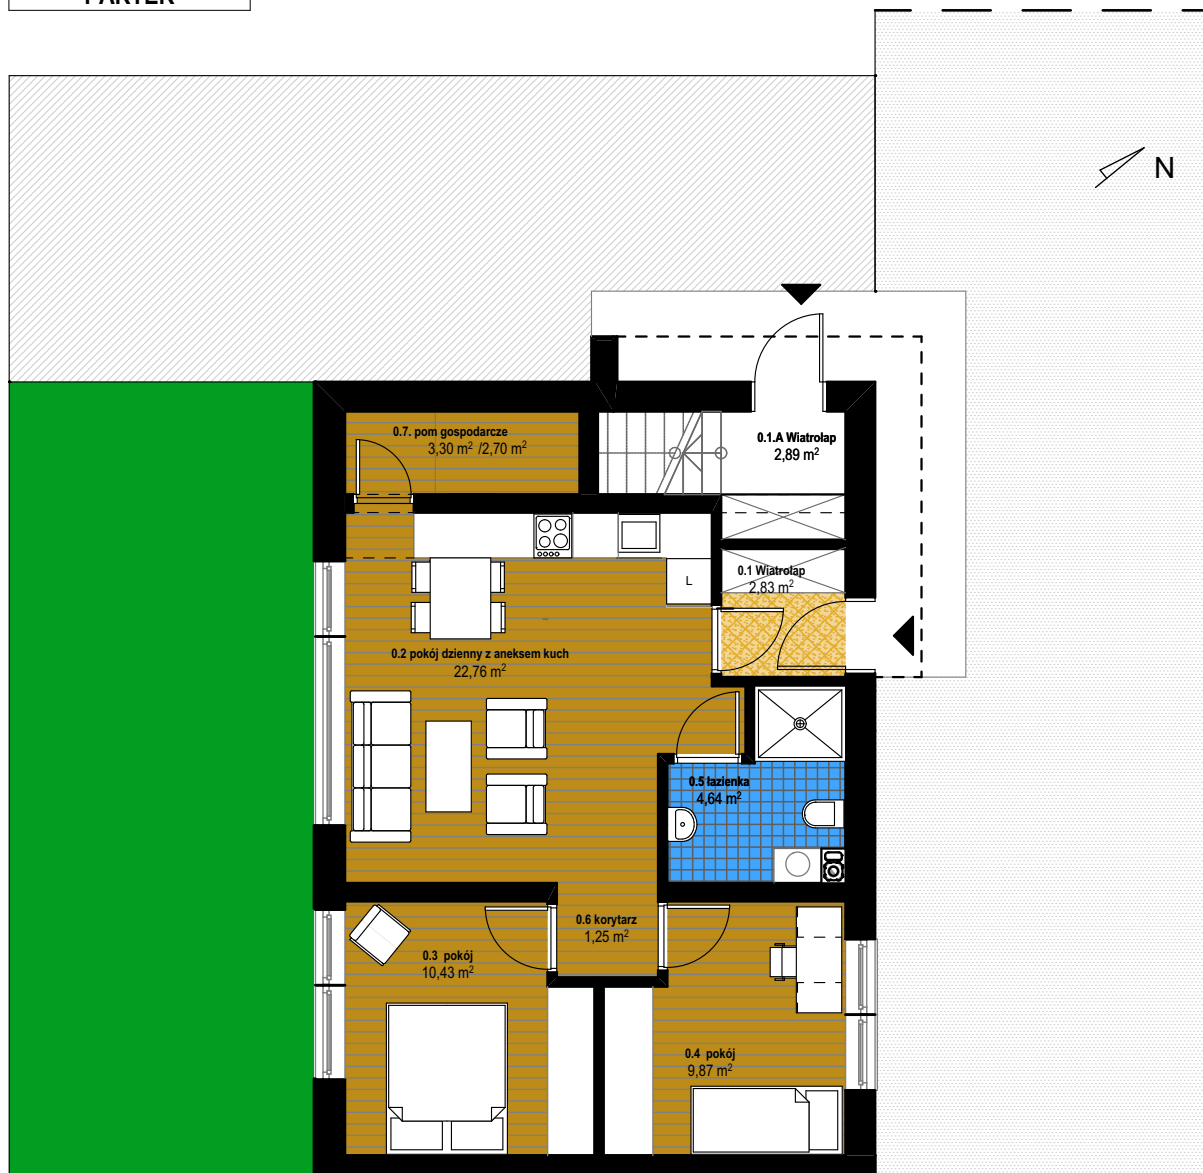 PARTER
N
0.7. pom gospodarcze
3,30 m² /2,70 m²
0.1.A Wiatrołap
2,89 m²
0.1 Wiatrołap
2,83 m²
L
0.2 pokój dzienny z aneksem kuch
22,76 m²
0.5 łazienka
4,64 m²
0.6 korytarz
1,25 m²
0.3 pokój
10,43 m²
0.4 pokój
9,87 m²